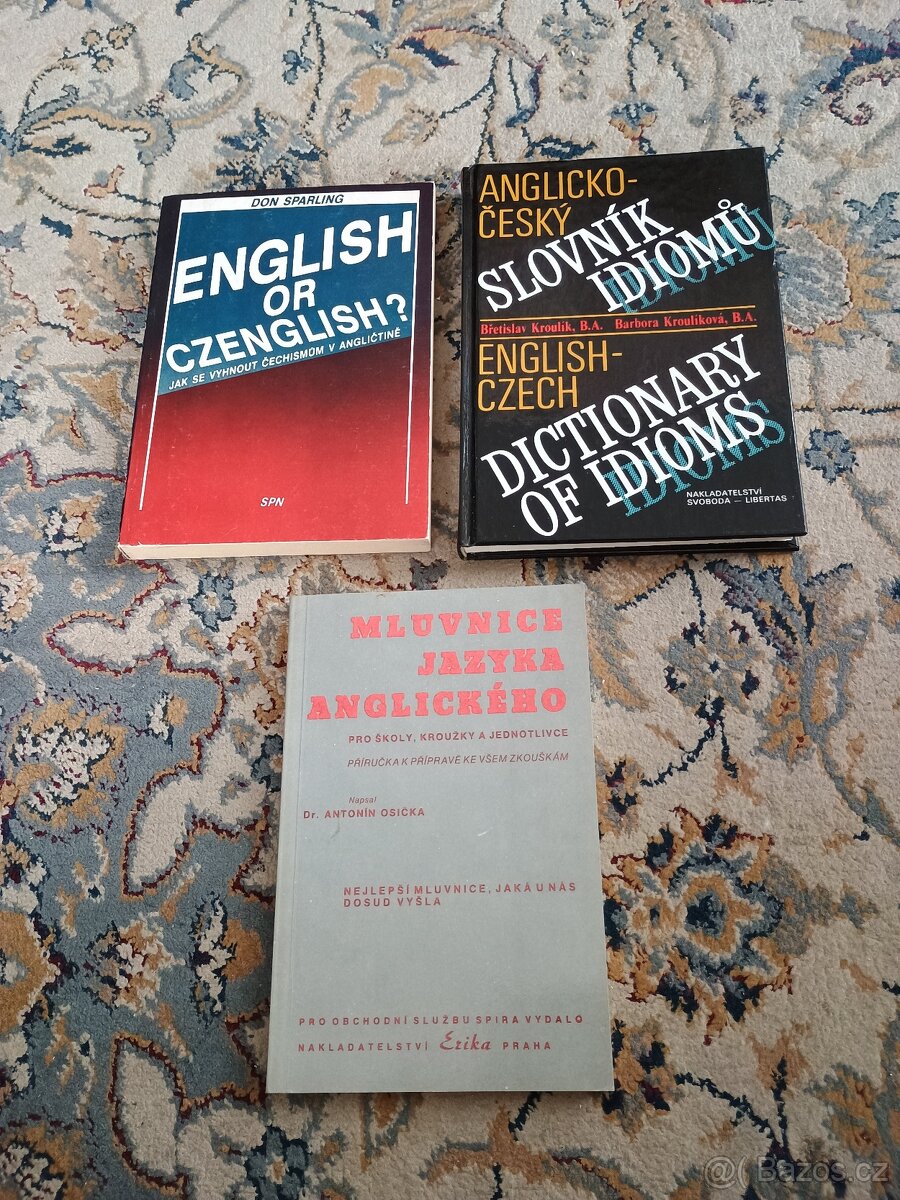 DON SPARLING
ENGLISH
OR
CZENGLISH?
JAK SE VYHNOUT ČECHISMŮM V ANGLIČTINĚ
SPN
ANGLICKO-
ČESKÝ
SLOVNÍK
IDIOMŮ
Břetislav Kroulík, B.A. Barbora Kroulíková, B.A.
ENGLISH-
CZECH
DICTIONARY
OF IDIOMS
NAKLADATELSTVÍ
SVOBODA – LIBERTAS
MLUVNICE
JAZYKA
ANGLICKÉHO
PRO ŠKOLY, KROUŽKY A JEDNOTLIVCE
PŘÍRUČKA K PŘÍPRAVĚ KE VŠEM ZKOUŠKÁM
Napsal
Dr. ANTONÍN OSIČKA
NEJLEPŠÍ MLUVNICE, JAKÁ U NÁS
DOSUD VYŠLA
PRO OBCHODNÍ SLUŽBU SPIRA VYDALO
NAKLADATELSTVÍ Erika PRAHA
Bazos.cz